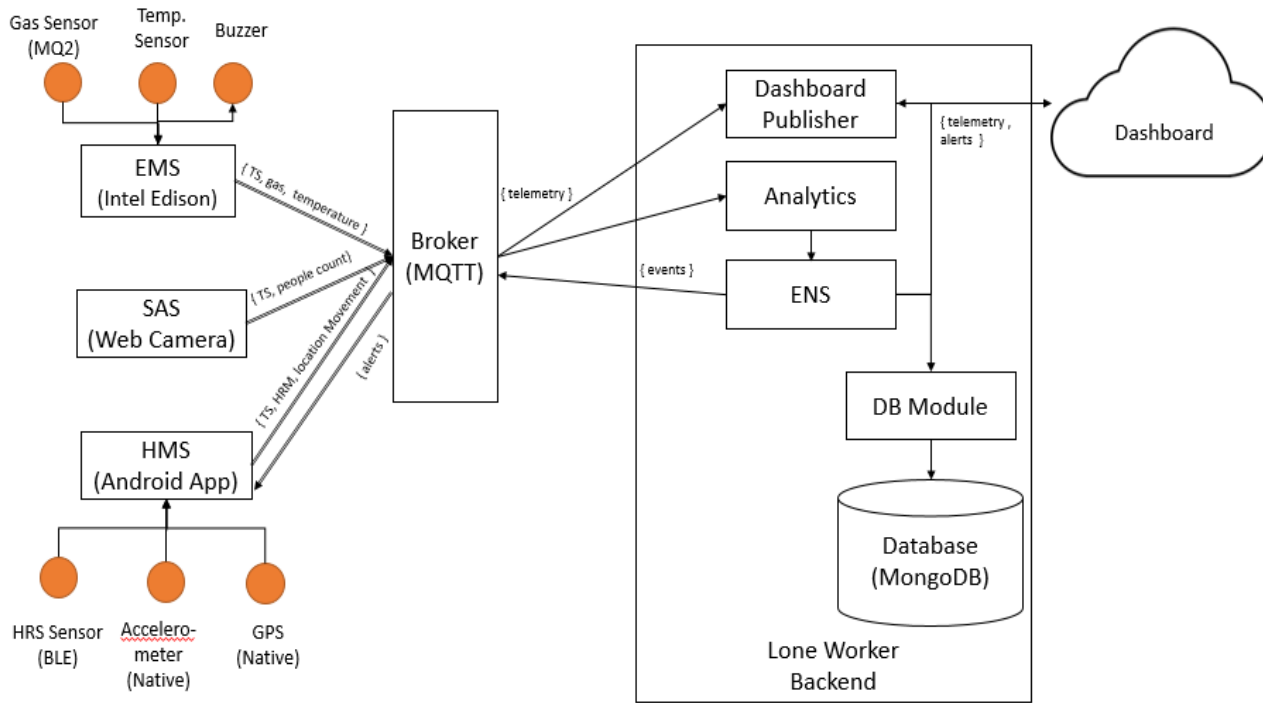 Gas Sensor
(MQ2)
Temp.
Sensor
Buzzer
EMS
(Intel Edison)
{ TS, gas, temperature }
SAS
(Web Camera)
{ TS, people count}
{ TS, HRM, location Movement }
{ alerts }
HMS
(Android App)
HRS Sensor
(BLE)
Accelero-
meter
(Native)
GPS
(Native)
Broker
(MQTT)
{ telemetry }
{ events }
Dashboard
Publisher
Analytics
ENS
{ telemetry ,
alerts }
Dashboard
DB Module
Database
(MongoDB)
Lone Worker
Backend